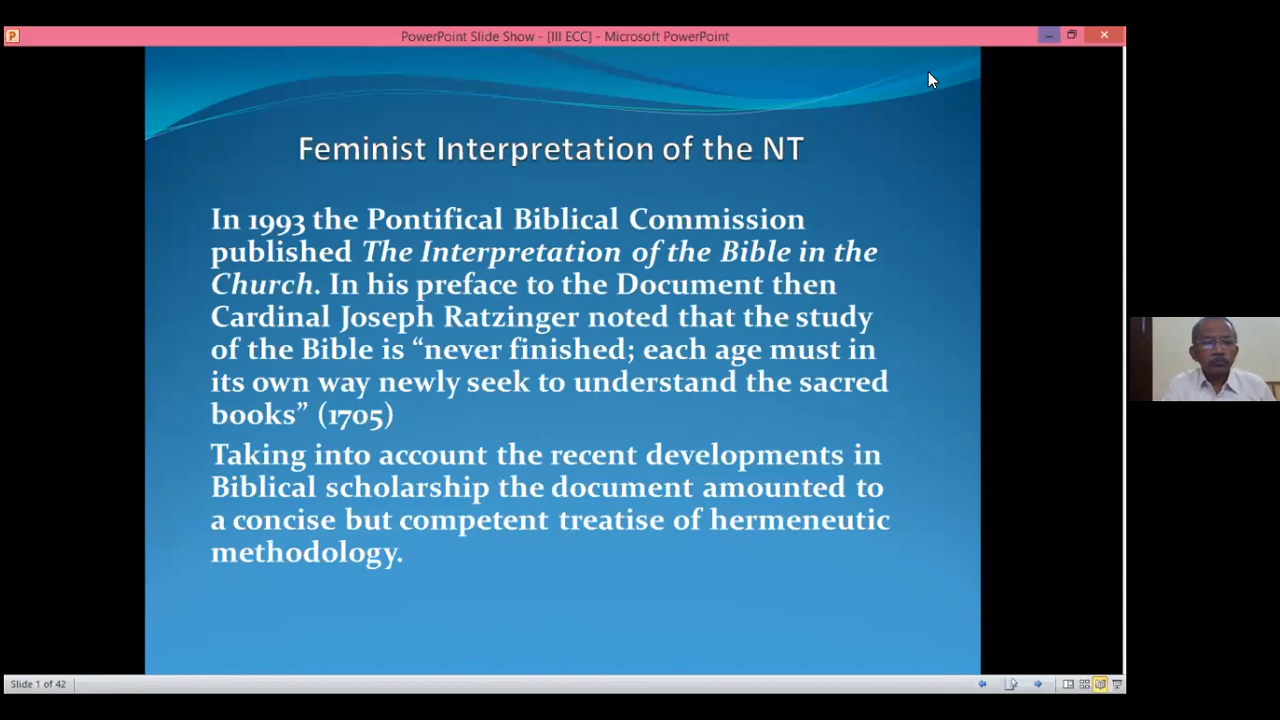 PowerPoint Slide Show - [III ECC] - Microsoft PowerPoint
Feminist Interpretation of the NT
In 1993 the Pontifical Biblical Commission
published The Interpretation of the Bible in the
Church. In his preface to the Document then
Cardinal Joseph Ratzinger noted that the study
of the Bible is “never finished; each age must in
its own way newly seek to understand the sacred
books” (1705)
Taking into account the recent developments in
Biblical scholarship the document amounted to
a concise but competent treatise of hermeneutic
methodology.
Slide 1 of 42